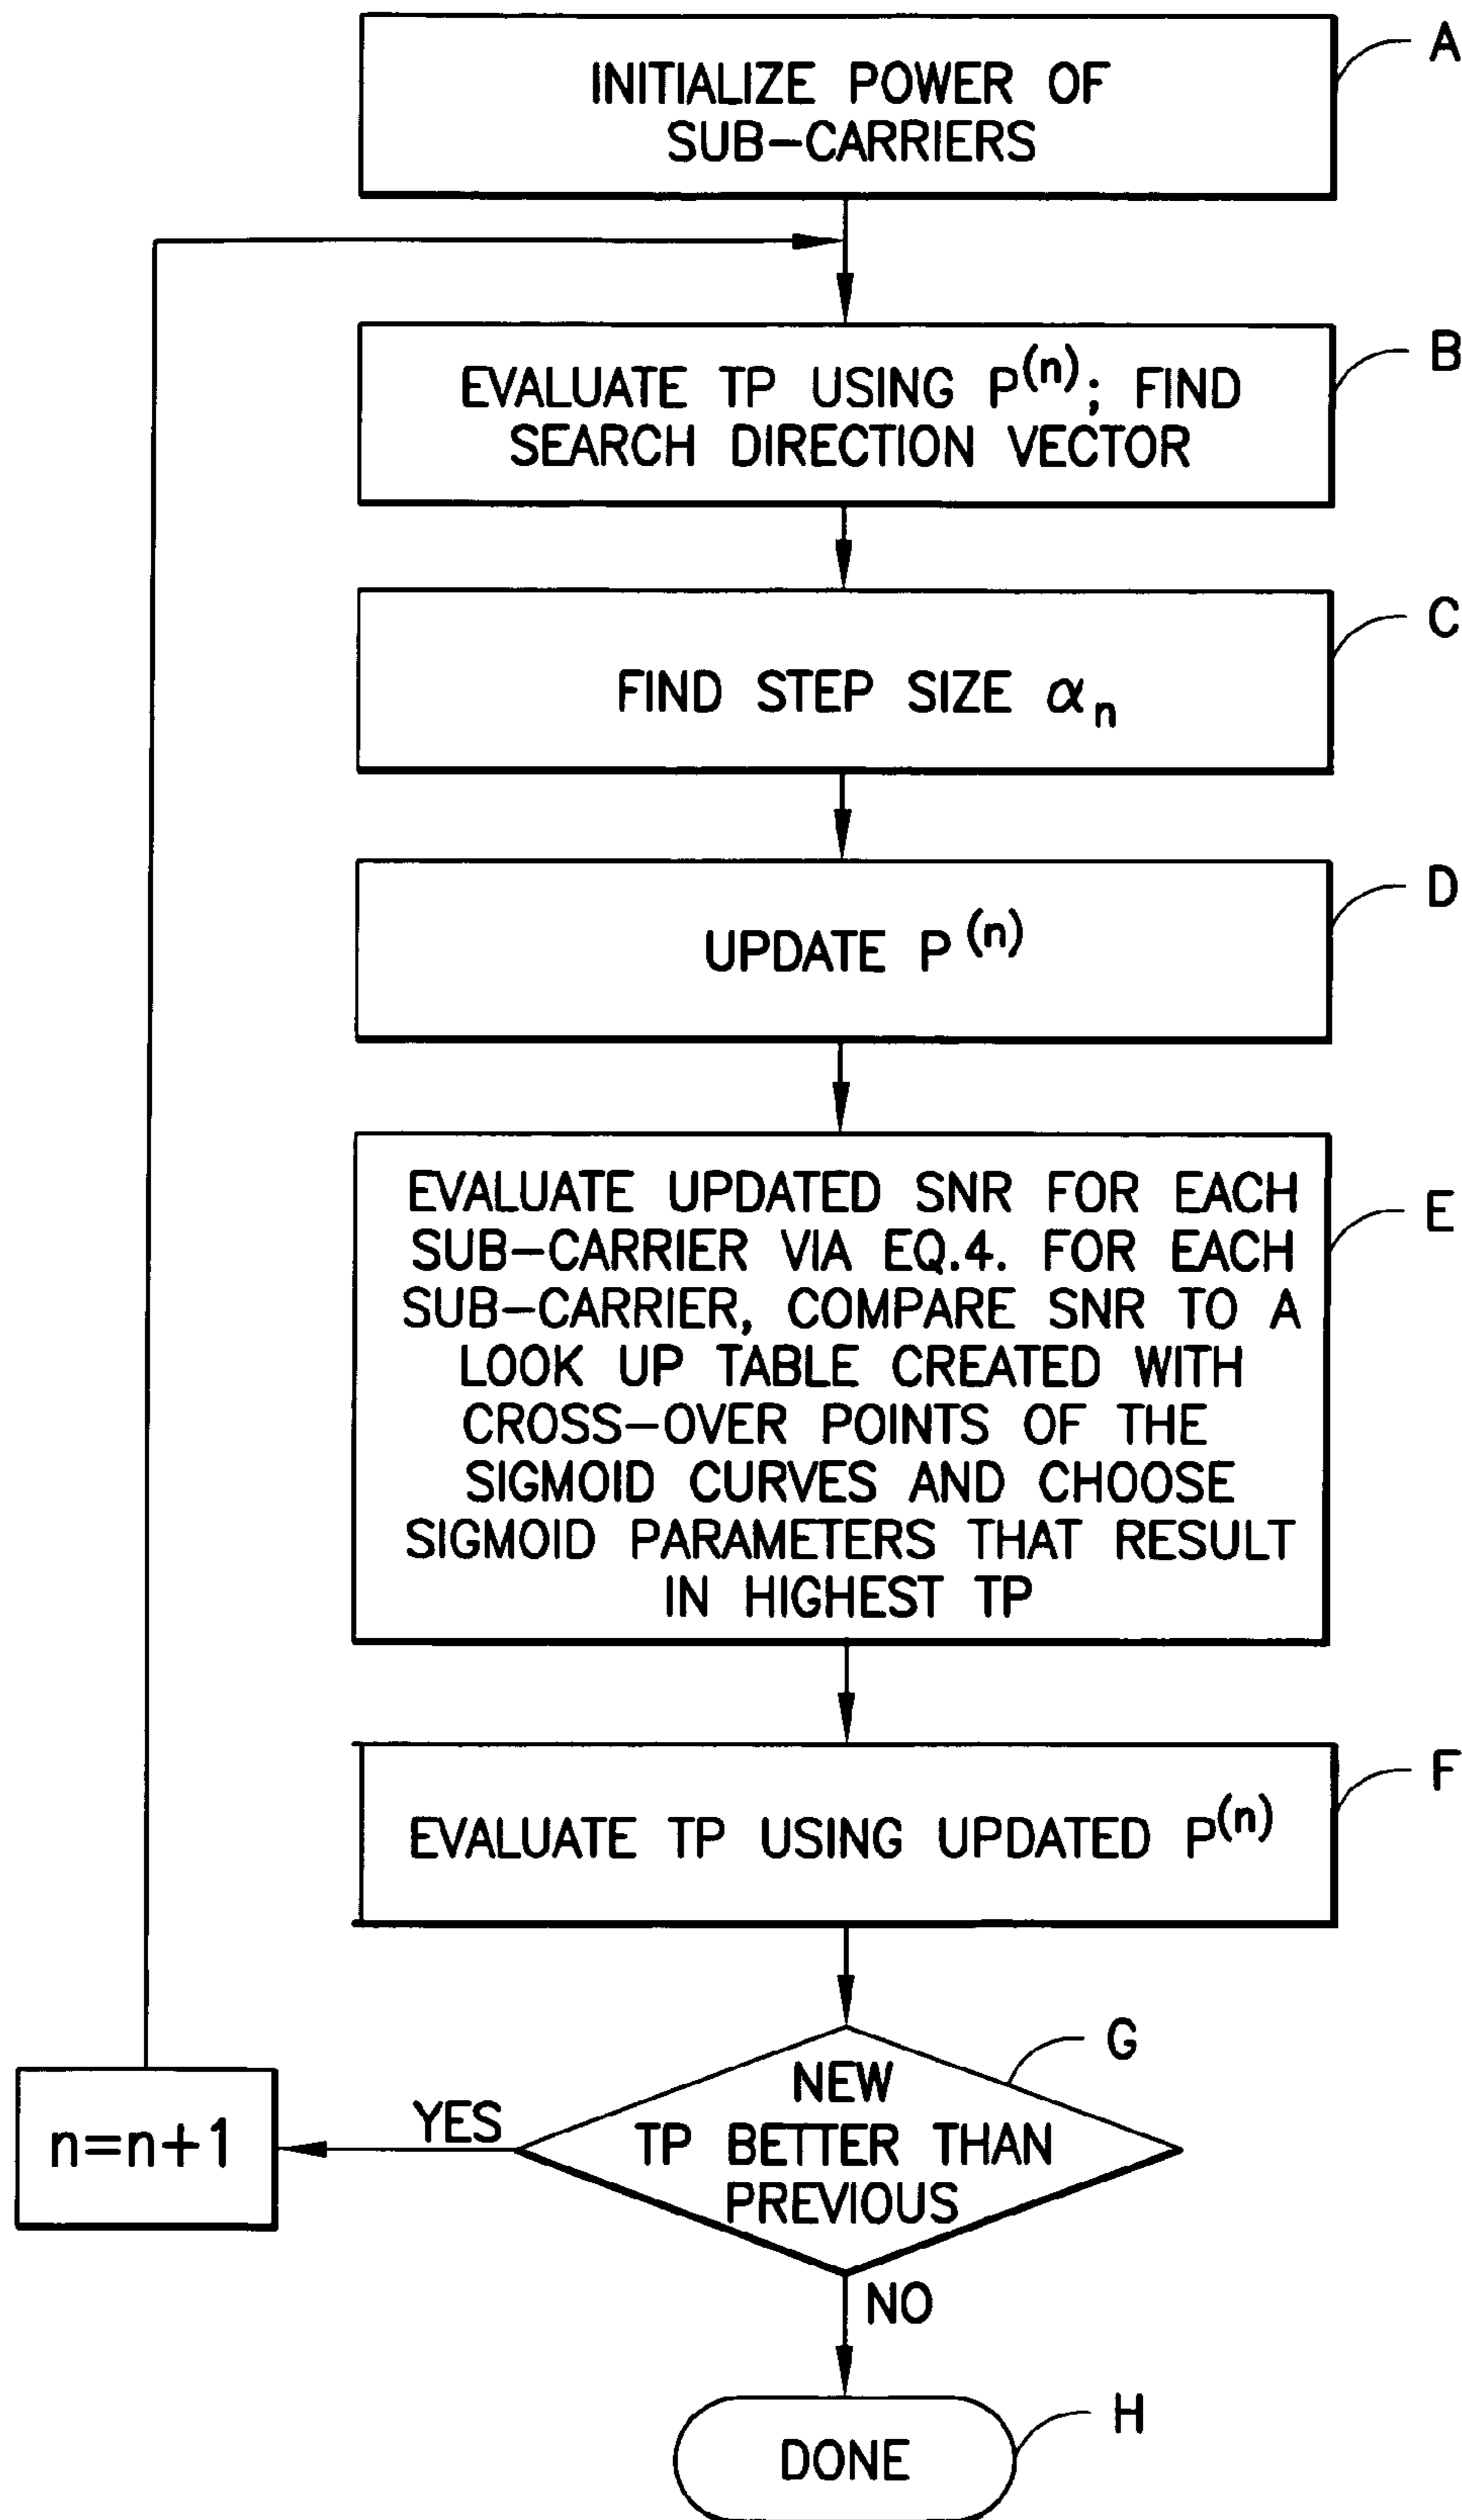 INITIALIZE POWER OF
SUB-CARRIERS
A
EVALUATE TP USING P(n); FIND
SEARCH DIRECTION VECTOR
B
FIND STEP SIZE αn
C
UPDATE P(n)
D
EVALUATE UPDATED SNR FOR EACH
SUB-CARRIER VIA EQ.4. FOR EACH
SUB-CARRIER, COMPARE SNR TO A
LOOK UP TABLE CREATED WITH
CROSS-OVER POINTS OF THE
SIGMOID CURVES AND CHOOSE
SIGMOID PARAMETERS THAT RESULT
IN HIGHEST TP
E
EVALUATE TP USING UPDATED P(n)
F
NEW
TP BETTER THAN
PREVIOUS
G
YES
n=n+1
NO
DONE
H